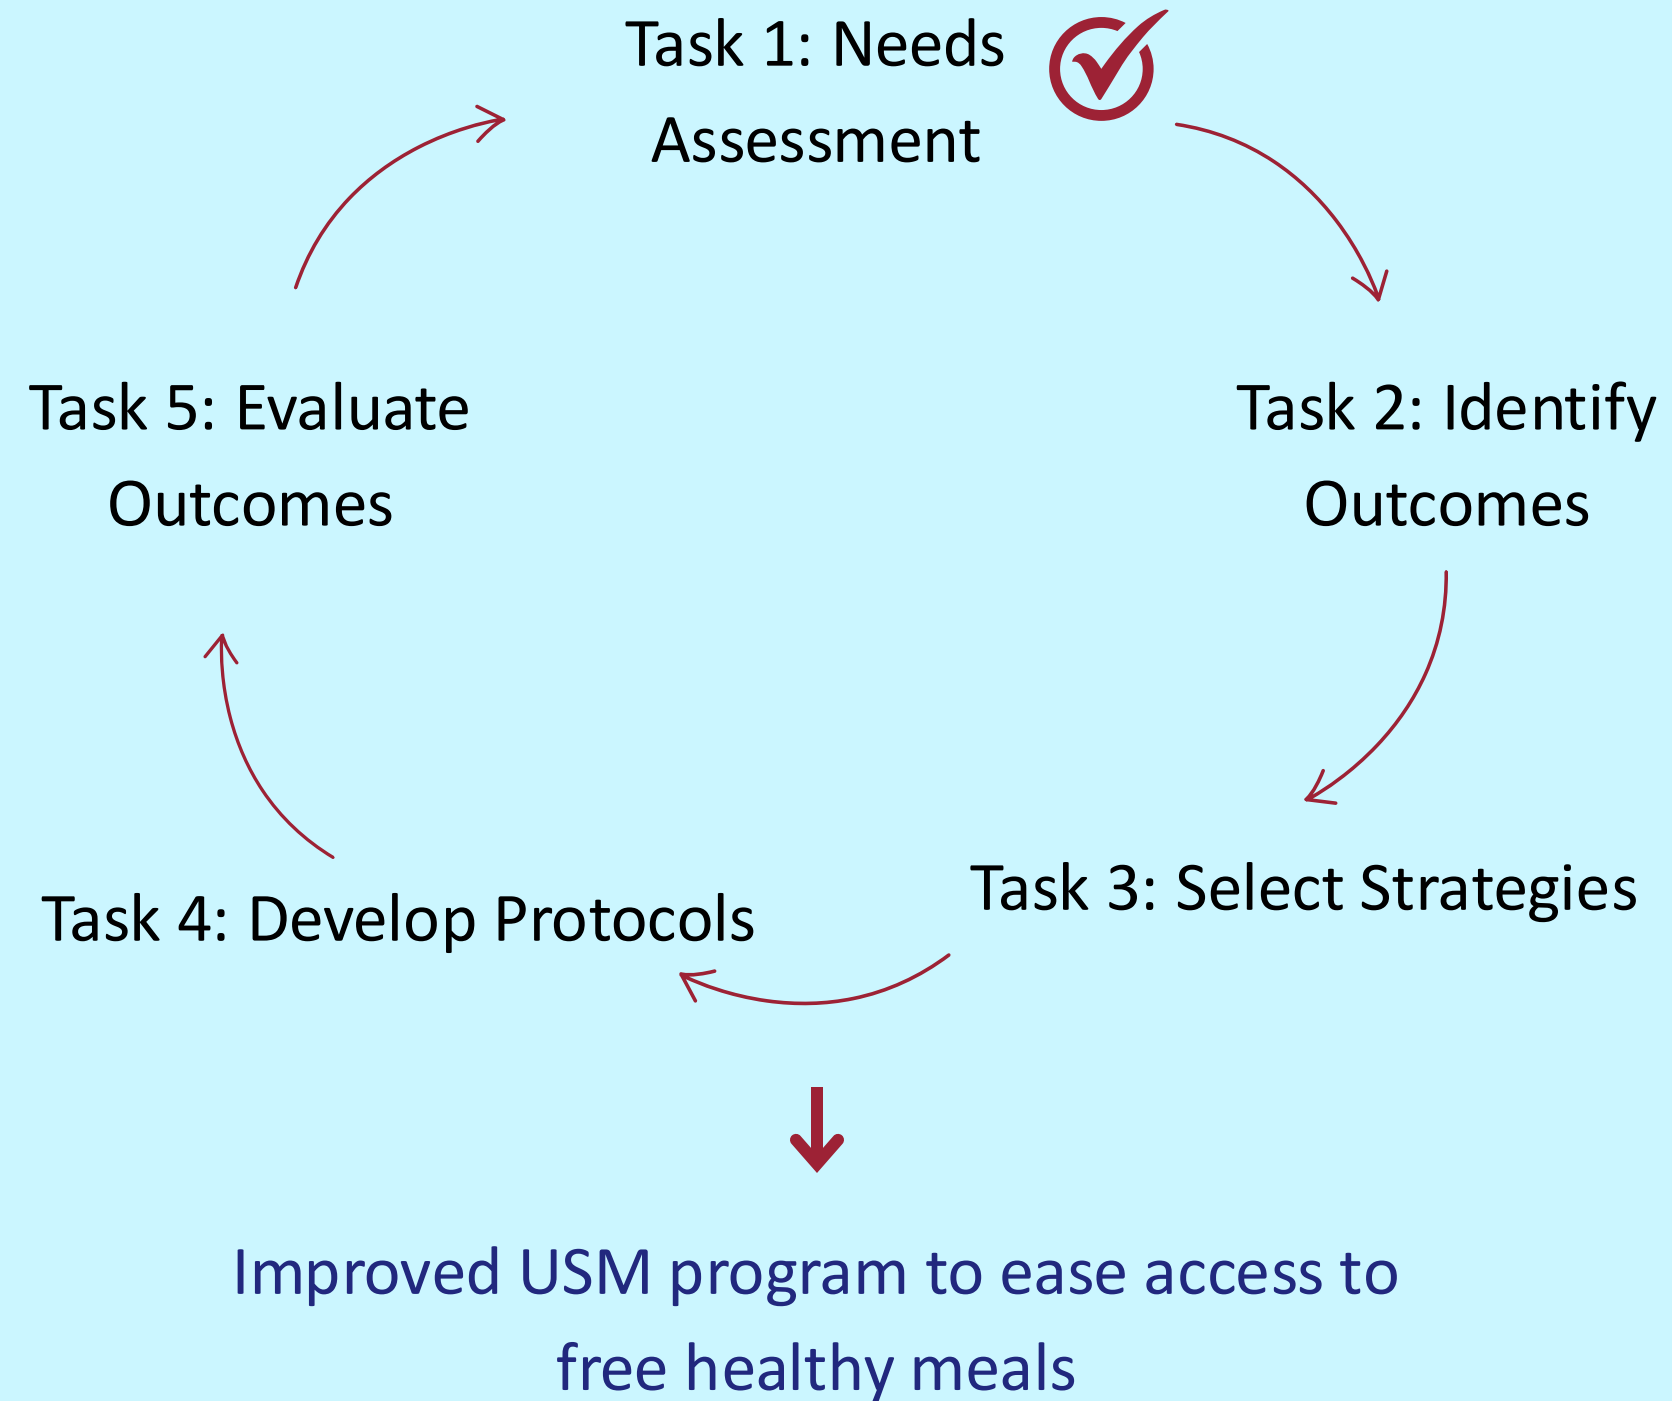 Task 1: Needs
Assessment
Task 2: Identify
Outcomes
Task 3: Select Strategies
Task 4: Develop Protocols
Task 5: Evaluate
Outcomes
Improved USM program to ease access to
free healthy meals